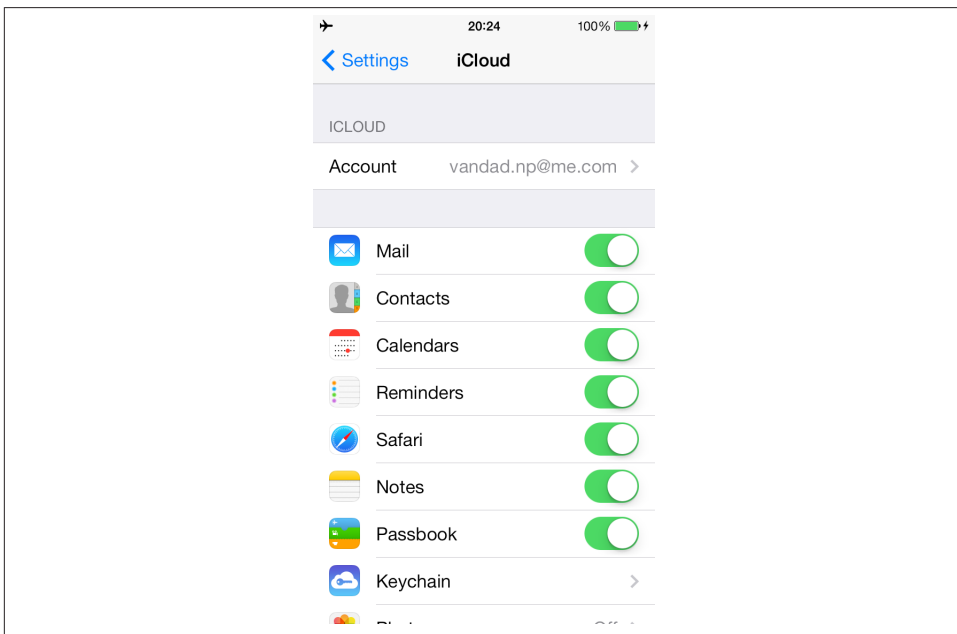 20:24 100%
Settings iCloud
ICLOUD
Account vandad.np@me.com
Mail
Contacts
Calendars
Reminders
Safari
Notes
Passbook
Keychain